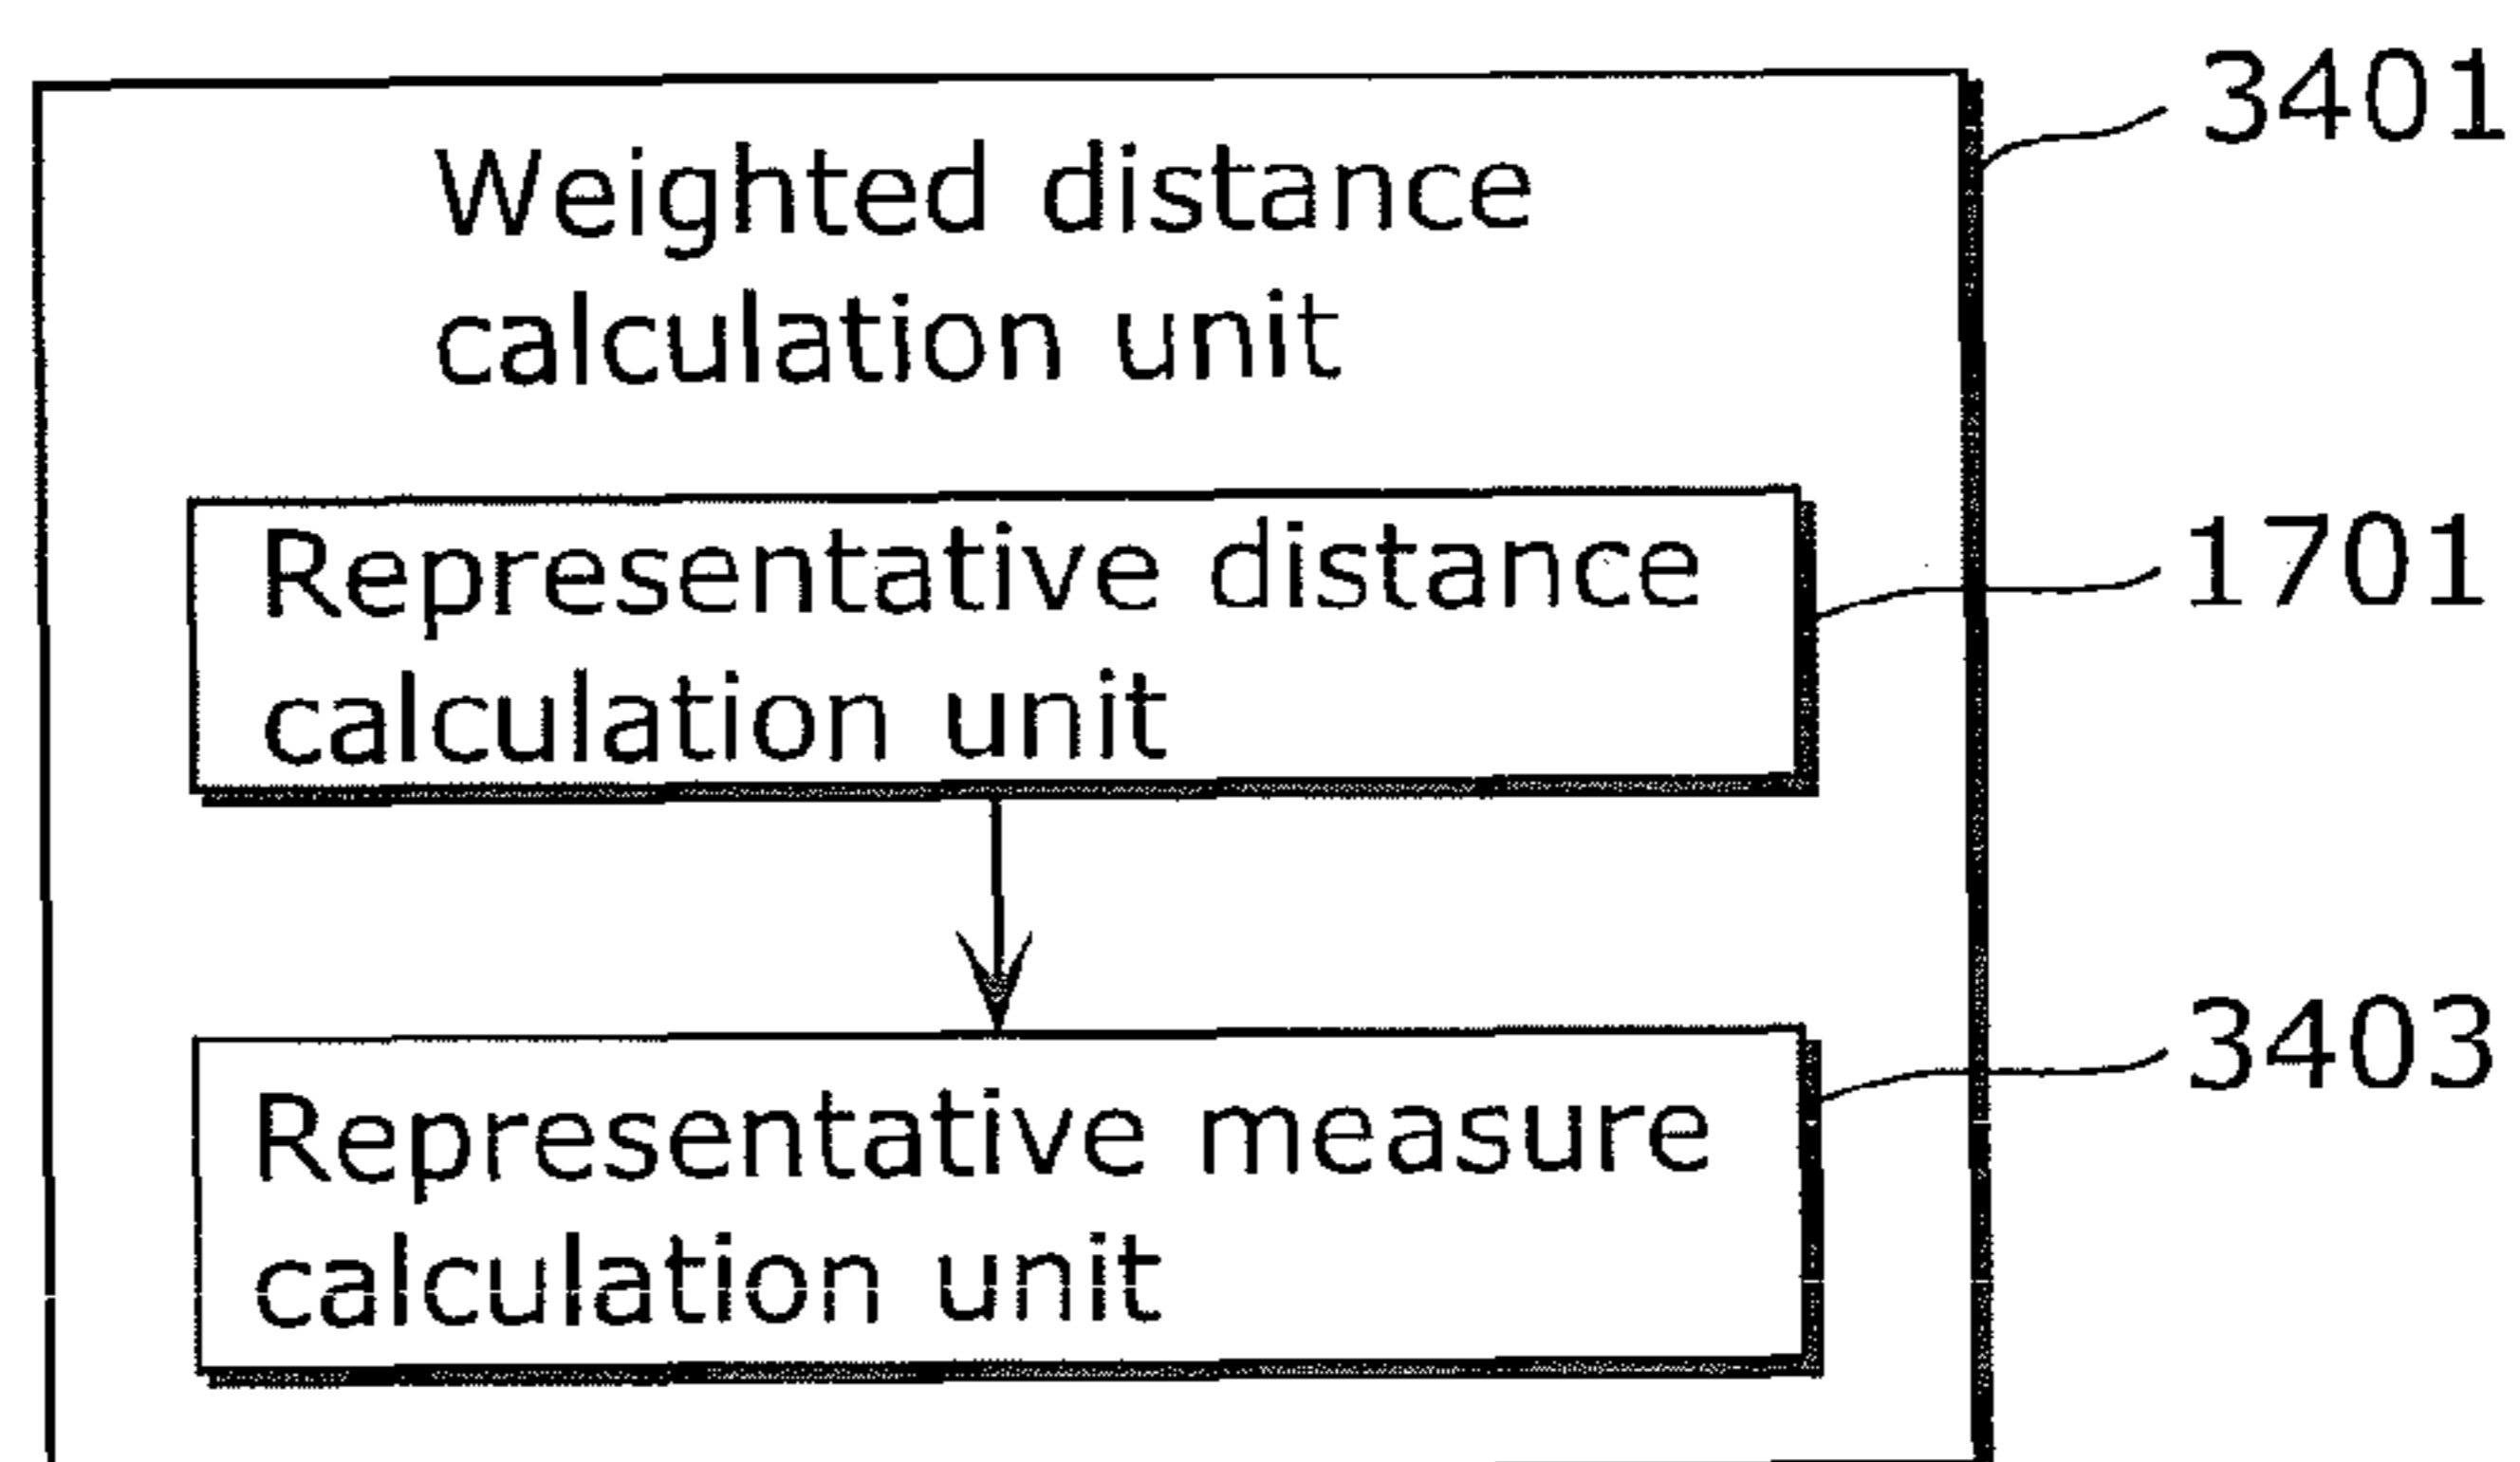 3401
Weighted distance
calculation unit
Representative distance
calculation unit
1701
Representative measure
calculation unit
3403